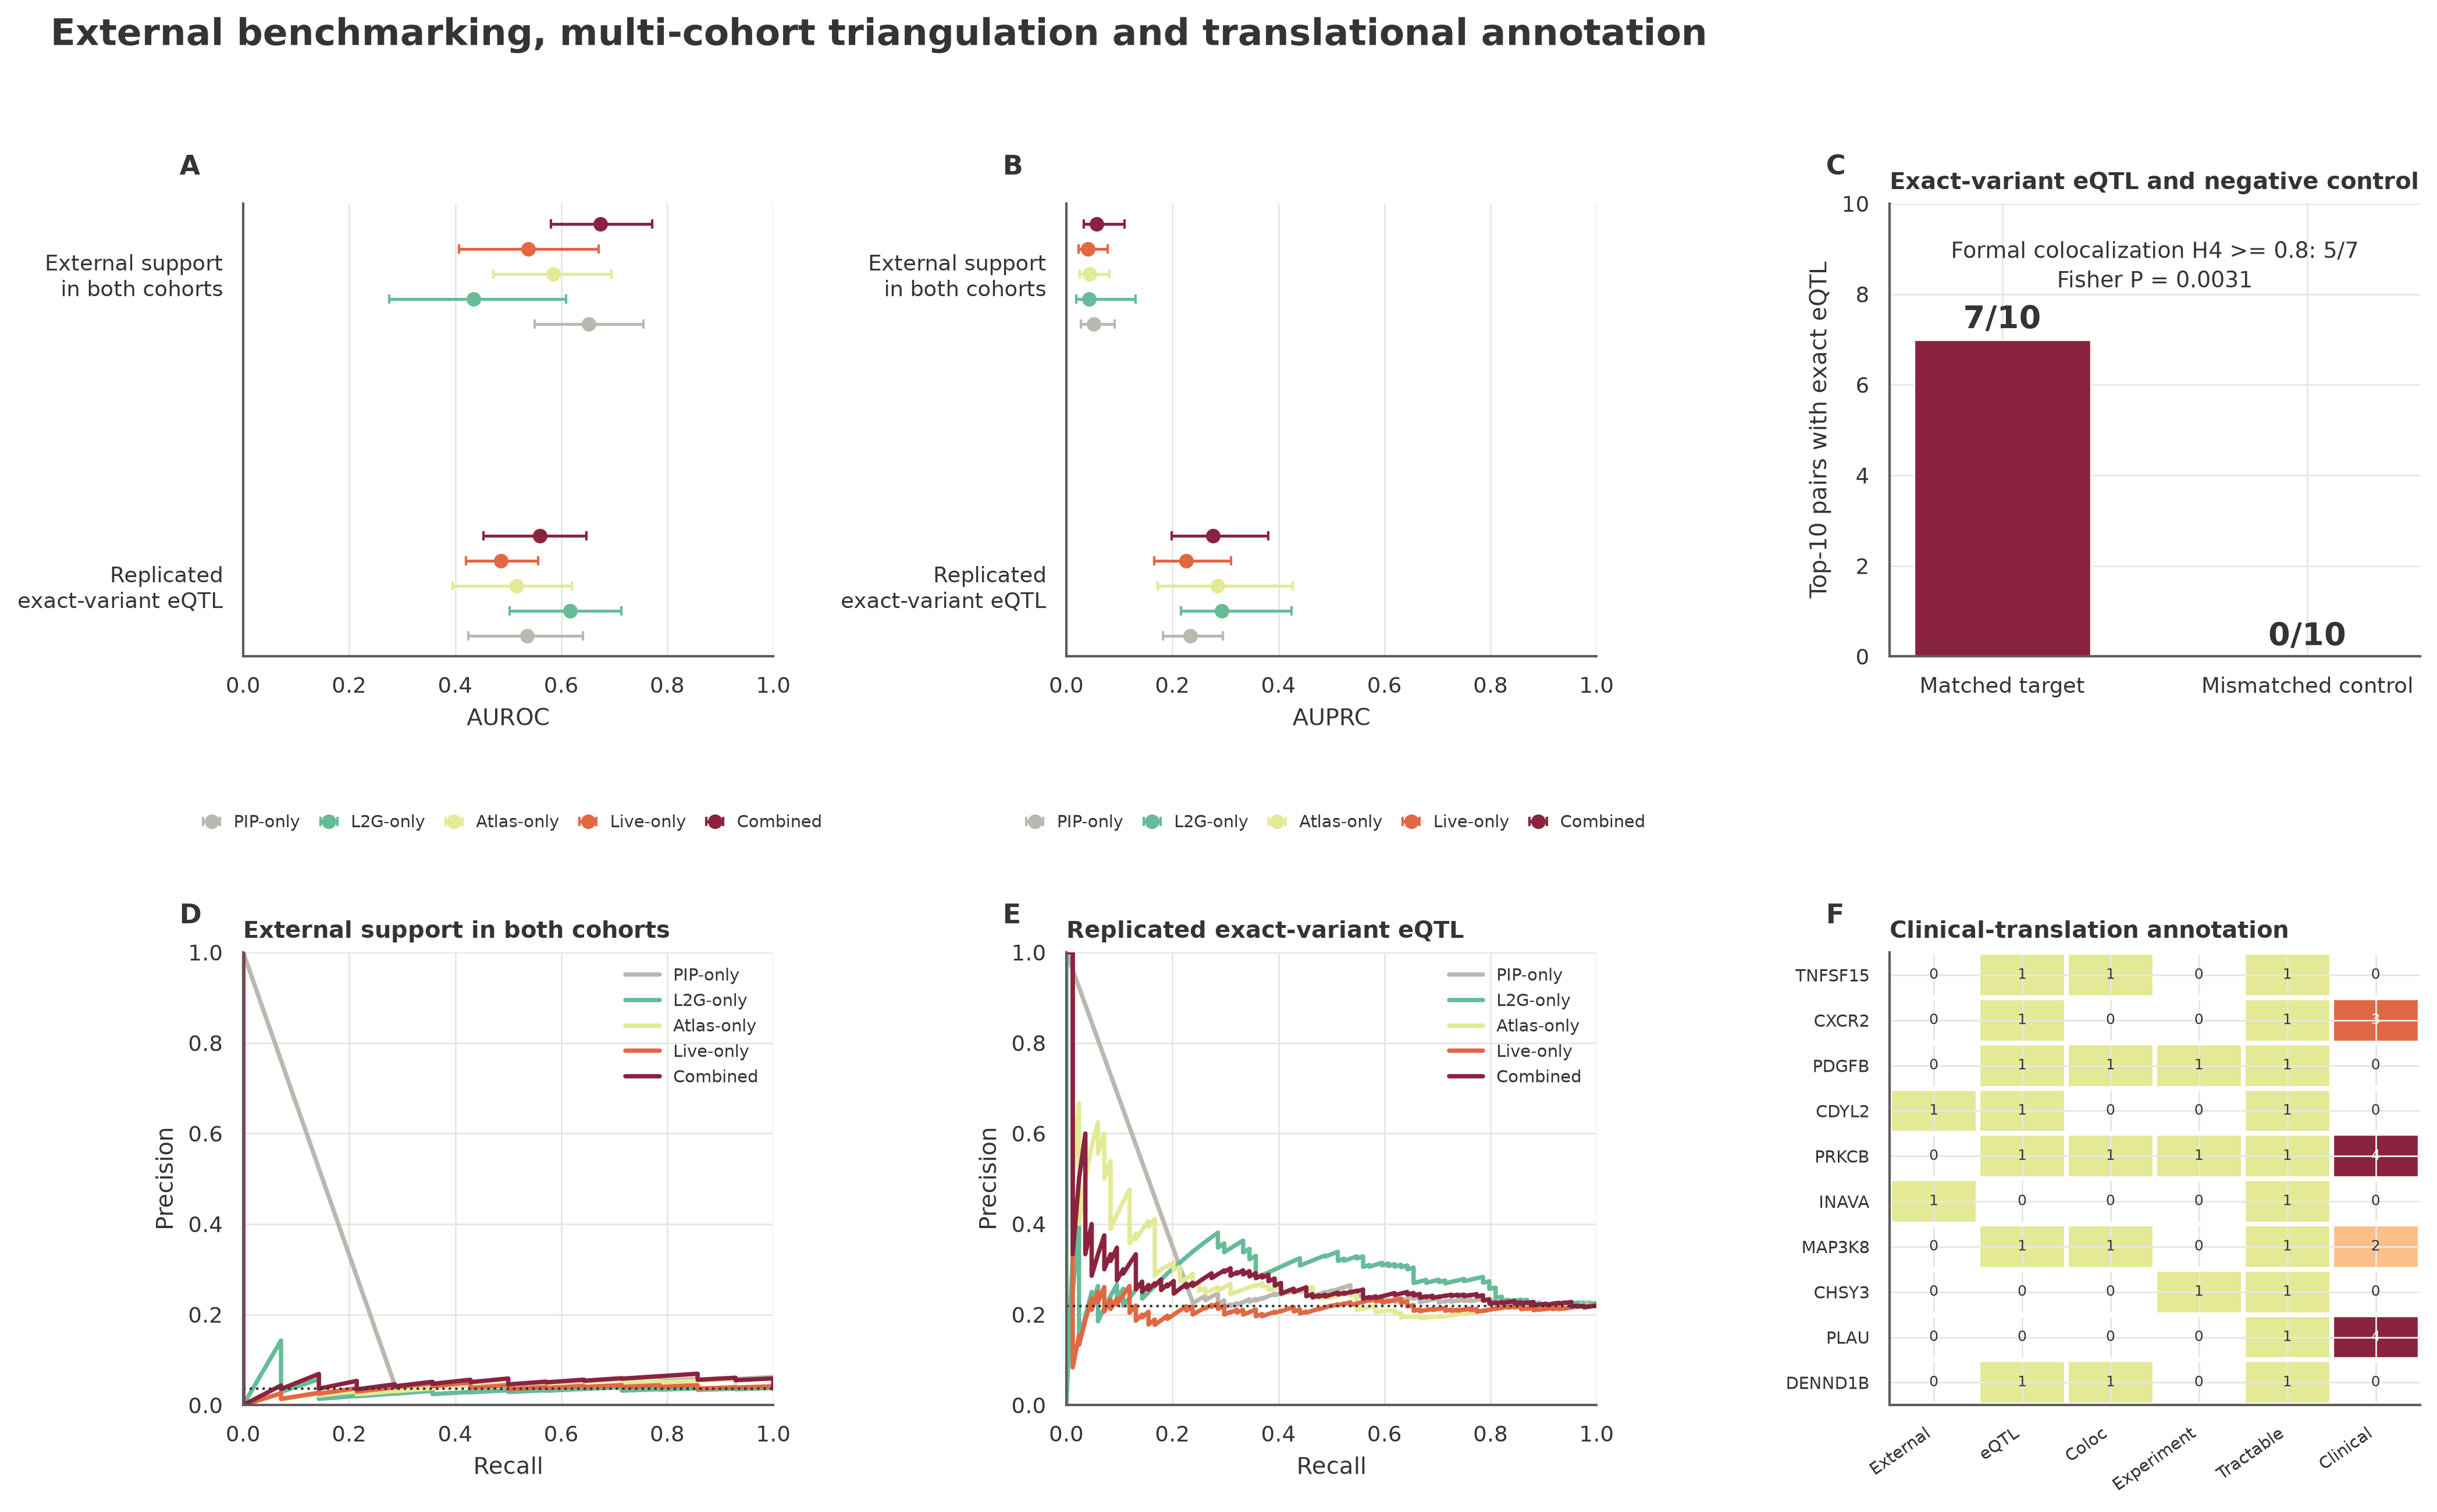 External benchmarking, multi-cohort triangulation and translational annotation
A
External support
in both cohorts
Replicated
exact-variant eQTL
0.0 0.2 0.4 0.6 0.8 1.0
AUROC
PIP-only L2G-only Atlas-only Live-only Combined
B
External support
in both cohorts
Replicated
exact-variant eQTL
0.0 0.2 0.4 0.6 0.8 1.0
AUPRC
PIP-only L2G-only Atlas-only Live-only Combined
C
Exact-variant eQTL and negative control
Top-10 pairs with exact eQTL
10
8
6
4
2
0
Formal colocalization H4 >= 0.8: 5/7
Fisher P = 0.0031
7/10
0/10
Matched target Mismatched control
D
External support in both cohorts
Precision
1.0
0.8
0.6
0.4
0.2
0.0
PIP-only
L2G-only
Atlas-only
Live-only
Combined
0.0 0.2 0.4 0.6 0.8 1.0
Recall
E
Replicated exact-variant eQTL
Precision
1.0
0.8
0.6
0.4
0.2
0.0
PIP-only
L2G-only
Atlas-only
Live-only
Combined
0.0 0.2 0.4 0.6 0.8 1.0
Recall
F
Clinical-translation annotation
TNFSF15 0 1 1 0 1 0
CXCR2 0 1 0 0 1 3
PDGFB 0 1 1 1 1 0
CDYL2 1 1 0 0 1 0
PRKCB 0 1 1 1 1 4
INAVA 1 0 0 0 1 0
MAP3K8 0 1 1 0 1 2
CHSY3 0 0 0 1 1 0
PLAU 0 0 0 0 1 4
DENND1B 0 1 1 0 1 0
External eQTL Coloc Experiment Tractable Clinical